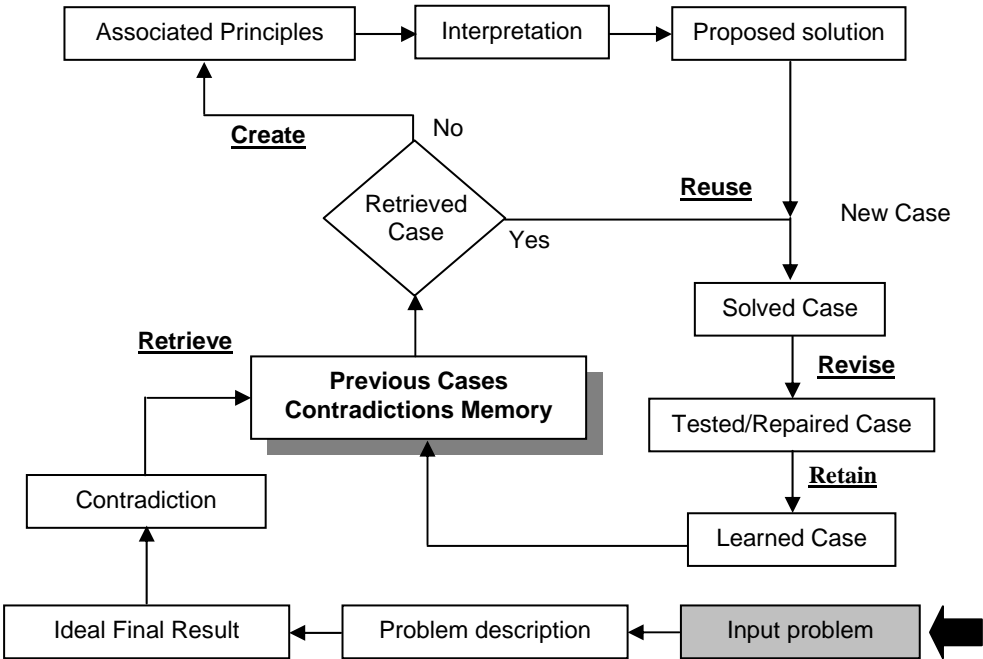 Associated Principles
Interpretation
Proposed solution
Create
No
Retrieved
Case
Yes
Reuse
New Case
Solved Case
Retrieve
Revise
Previous Cases
Contradictions Memory
Tested/Repaired Case
Contradiction
Retain
Learned Case
Ideal Final Result
Problem description
Input problem